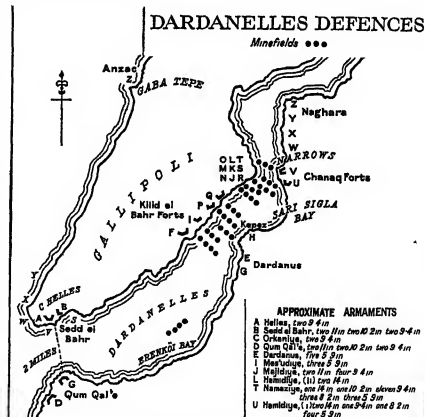 DARDANELLES DEFENCES
Minefields
Anzac
Z
GABA TEPE
Z
Naghara
Y
X
W
NARROWS
V
U
Chanaq Forts
O L T
M K S
N J R
Q
P
Kilid el
Bahr Forts
I
F
GALLIPOLI
SARI SIGLA
BAY
Kepez
H
E
G
Dardanus
Y
X
W
C HELLES
A
B
V
S
Sedd el
Bahr
DARDANELLES
2 MILES
ERENKÖI BAY
G
Qum Qal'e
D
APPROXIMATE ARMAMENTS
A Helles, two 9·4 in
B Sedd el Bahr, two 11 in two 10·2 in two 9·4 in
C Orkaniye, two 9·4 in
D Qum Qal'e, two 11 in two 10·2 in two 9·4 in
E Dardanus, five 5·9 in
I Mes'udiye, three 5·9 in
J Mejidiye, two 11 in four 9·4 in
L Hamidiye, (ii) two 14 in
T Namaziye, one 14 in one 10·2 in eleven 9·4 in
three 8·2 in three 5·9 in
U Hamidiye, (i) two 14 in one 9·4 in one 8·2 in
four 5·9 in